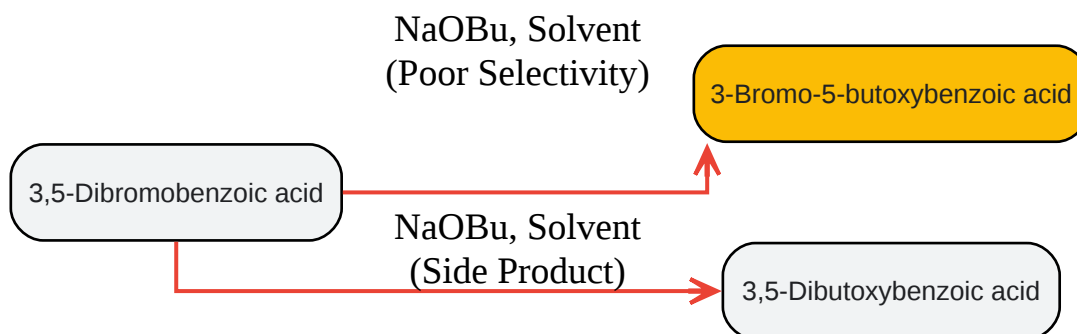 NaOBu, Solvent
(Poor Selectivity)
3-Bromo-5-butoxybenzoic acid
3,5-Dibromobenzoic acid
NaOBu, Solvent
(Side Product)
3,5-Dibutoxybenzoic acid